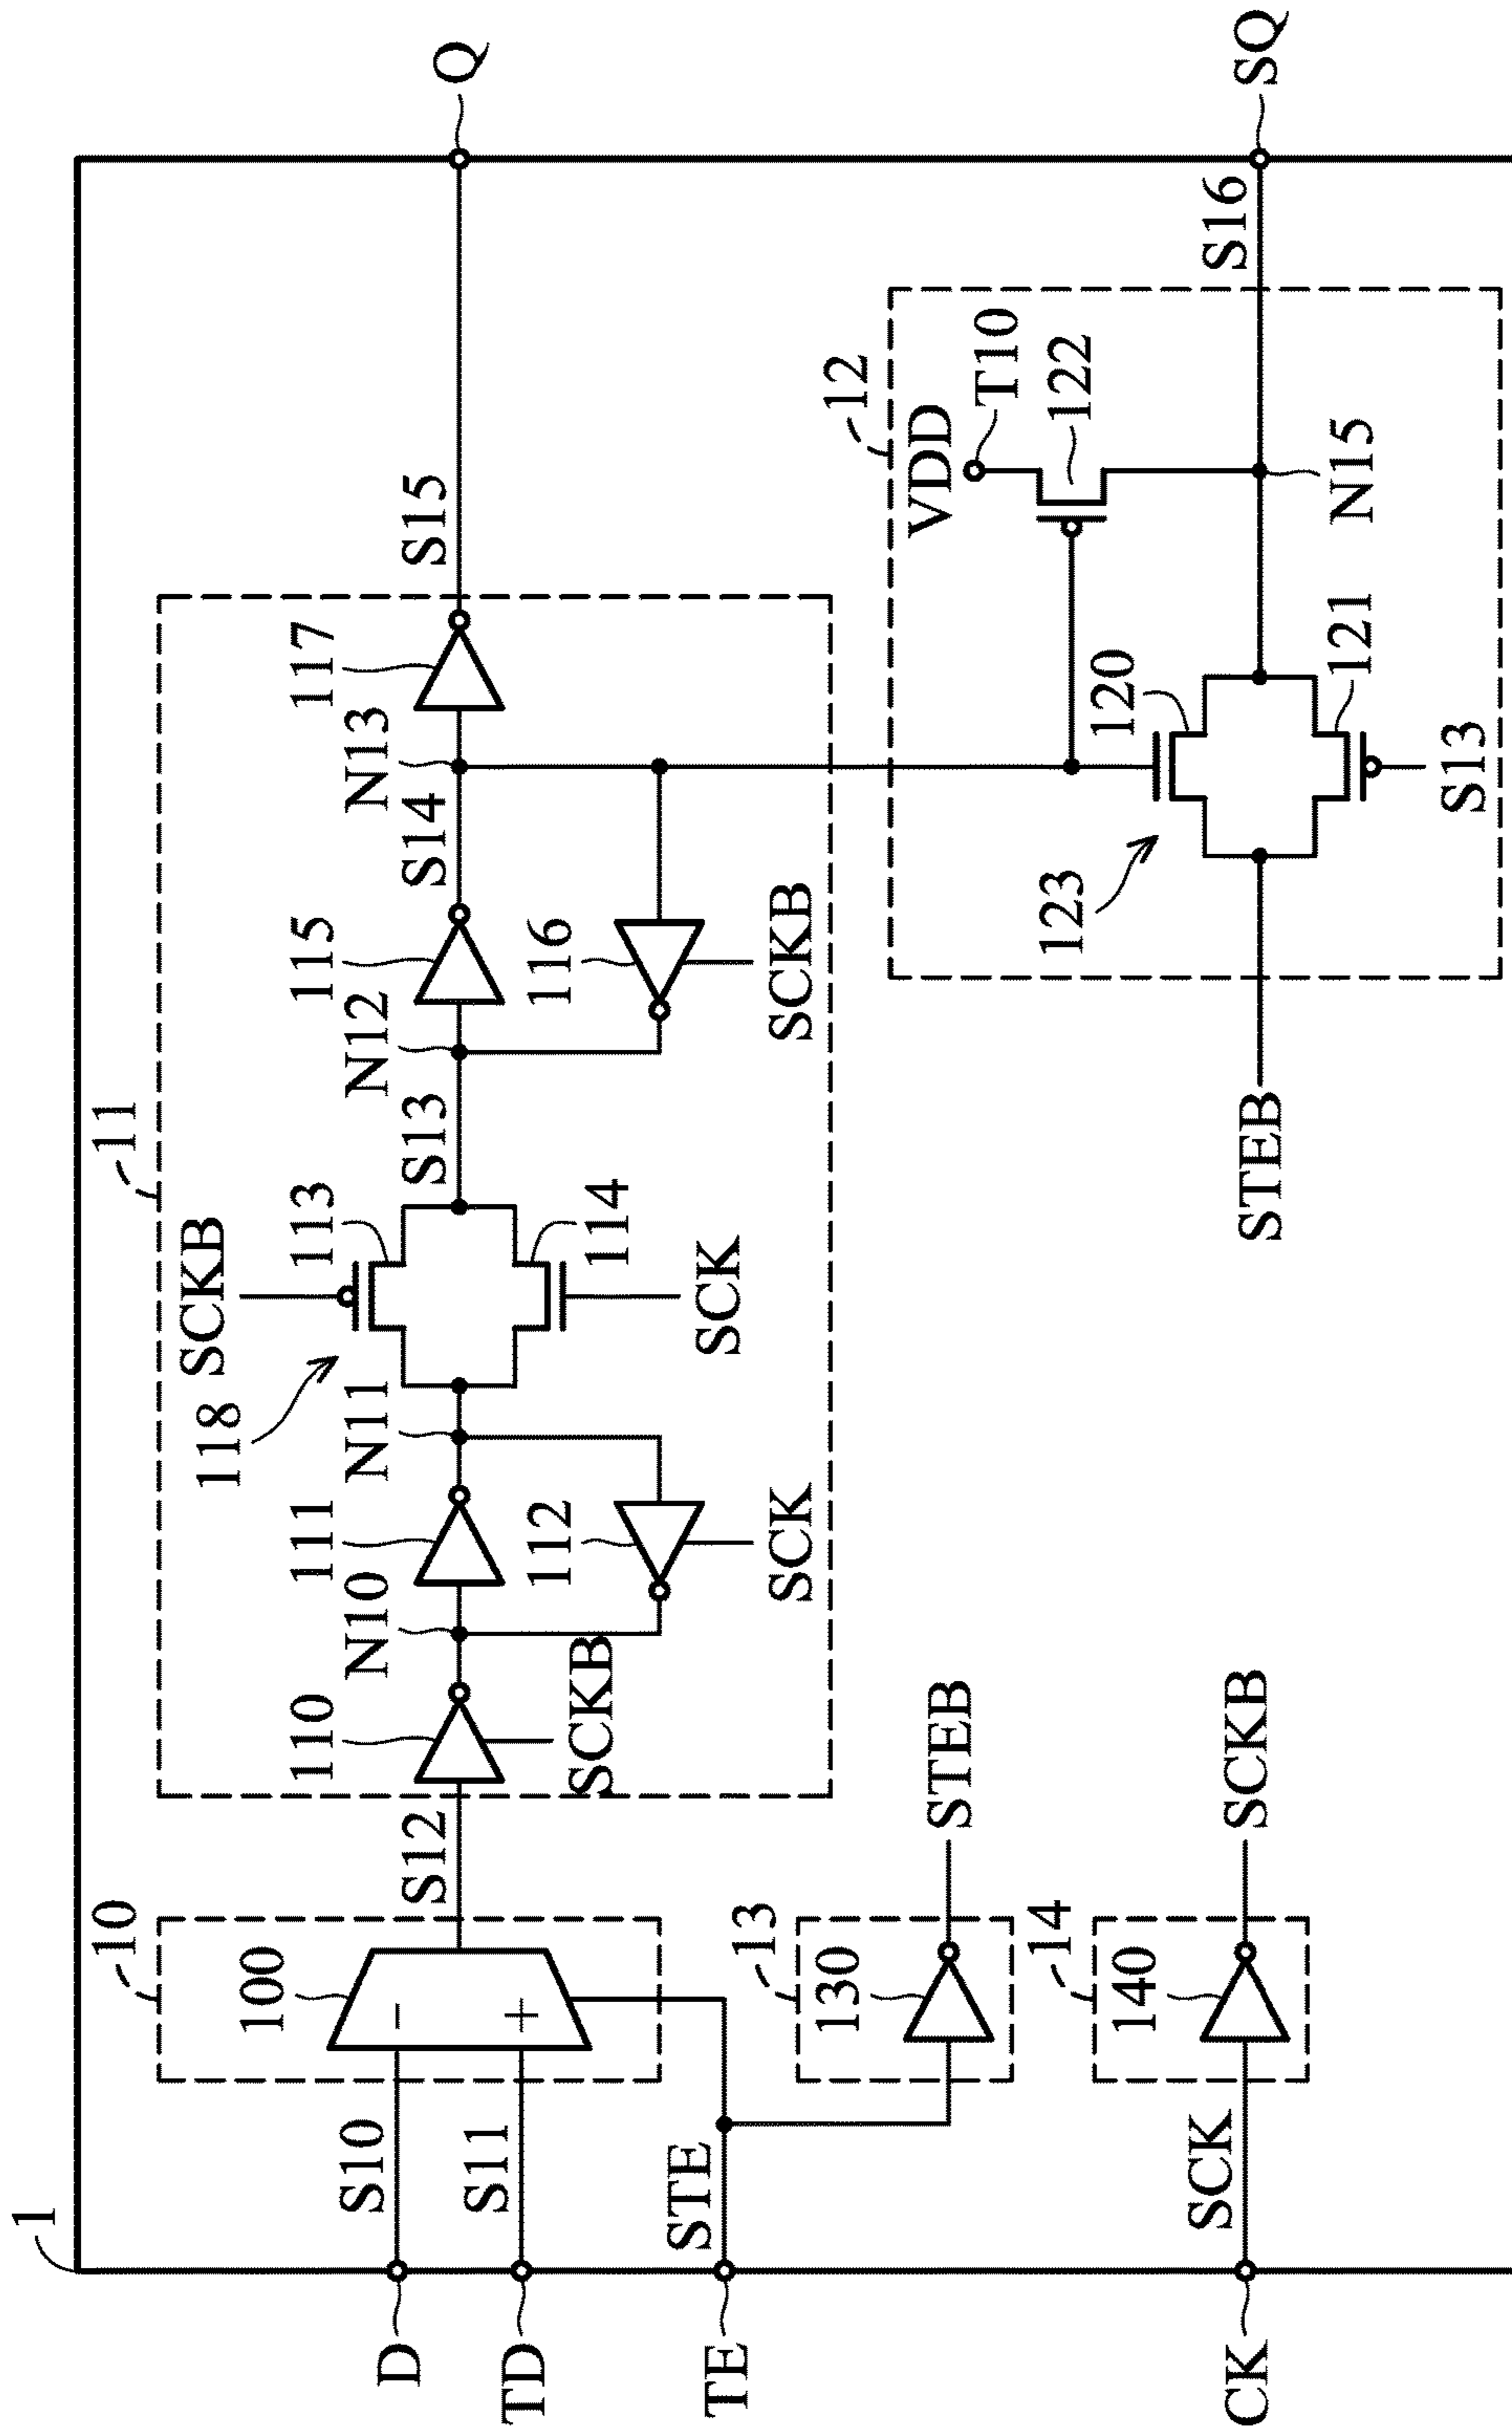 1
10
11
SCKB
118
113
100
110
111
115
117
N10
N11
N12
N13
S10
S12
S13
S14
S15
Q
S11
112
114
116
SCKB
SCK
SCK
SCKB
D
TD
STE
TE
13
130
STEB
12
VDD
T10
122
123
120
14
140
SCK
SCKB
CK
STEB
S16
SQ
N15
121
S13